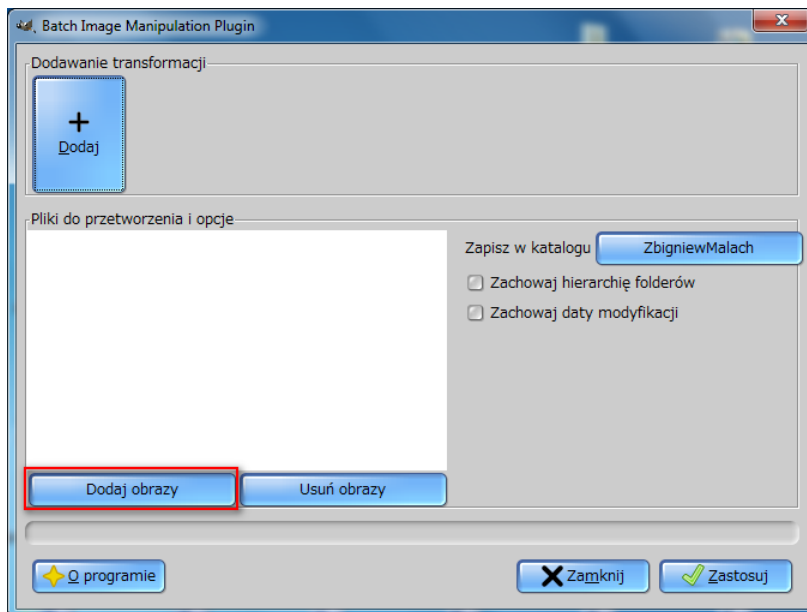 Batch Image Manipulation Plugin
Dodawanie transformacji
+
Dodaj
Pliki do przetworzenia i opcje
Zapisz w katalogu ZbigniewMalach
Zachowaj hierarchię folderów
Zachowaj daty modyfikacji
Dodaj obrazy Usuń obrazy
O programie Zamknij Zastosuj